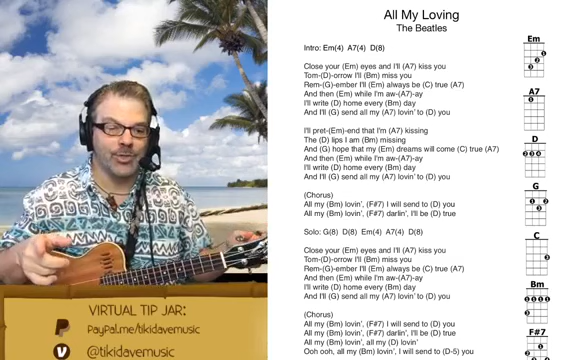 All My Loving
The Beatles
Intro: Em(4) A7(4) D(8)
Close your (Em) eyes and I'll (A7) kiss you
Tom-(D)-orrow I'll (Bm) miss you
Rem-(G)-ember I'll (Em) always be (C) true (A7)
And then (Em) while I'm aw-(A7)-ay
I'll write (D) home every (Bm) day
And I'll (G) send all my (A7) lovin' to (D) you
I'll pret-(Em)-end that I'm (A7) kissing
The (D) lips I am (Bm) missing
And (G) hope that my (Em) dreams will come (C) true (A7)
And then (Em) while I'm aw-(A7)-ay
I'll write (D) home every (Bm) day
And I'll (G) send all my (A7) lovin' to (D) you
(Chorus)
All my (Bm) lovin', (F#7) I will send to (D) you
All my (Bm) lovin', (F#7) darlin', I'll be (D) true
Solo: G(8) D(8) Em(4) A7(4) D(8)
Close your (Em) eyes and I'll (A7) kiss you
Tom-(D)-orrow I'll (Bm) miss you
Rem-(G)-ember I'll (Em) always be (C) true (A7)
And then (Em) while I'm aw-(A7)-ay
I'll write (D) home every (Bm) day
And I'll (G) send all my (A7) lovin' to (D) you
(Chorus)
All my (Bm) lovin', (F#7) I will send to (D) you
All my (Bm) lovin', (F#7) darlin', I'll be (D) true
All my (Bm) lovin', all my (D) lovin'
Ooh ooh, all my (Bm) lovin', I will send to (D-5) you
Em
A7
D
G
C
Bm
F#7
VIRTUAL TIP JAR:
PayPal.me/tikidavemusic
@tikidavemusic